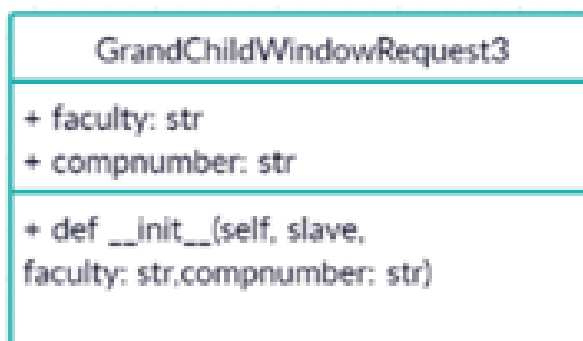 GrandChildWindowRequest3
+ faculty: str
+ compnumber: str
+ def __init__(self, slave,
faculty: str,compnumber: str)